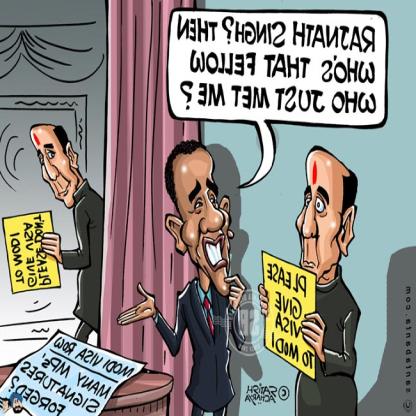 RAJNATH SINGH? THEN
WHO'S THAT FELLOW
WHO JUST MET ME?
PLEASE
GIVE
VISA
TO MODI
PLEASE
DON'T
GIVE VISA
TO MODI
MODI VISA ROW
MANY MPs'
SIGNATURES
FORGED?
© SATISH
ACHARYA